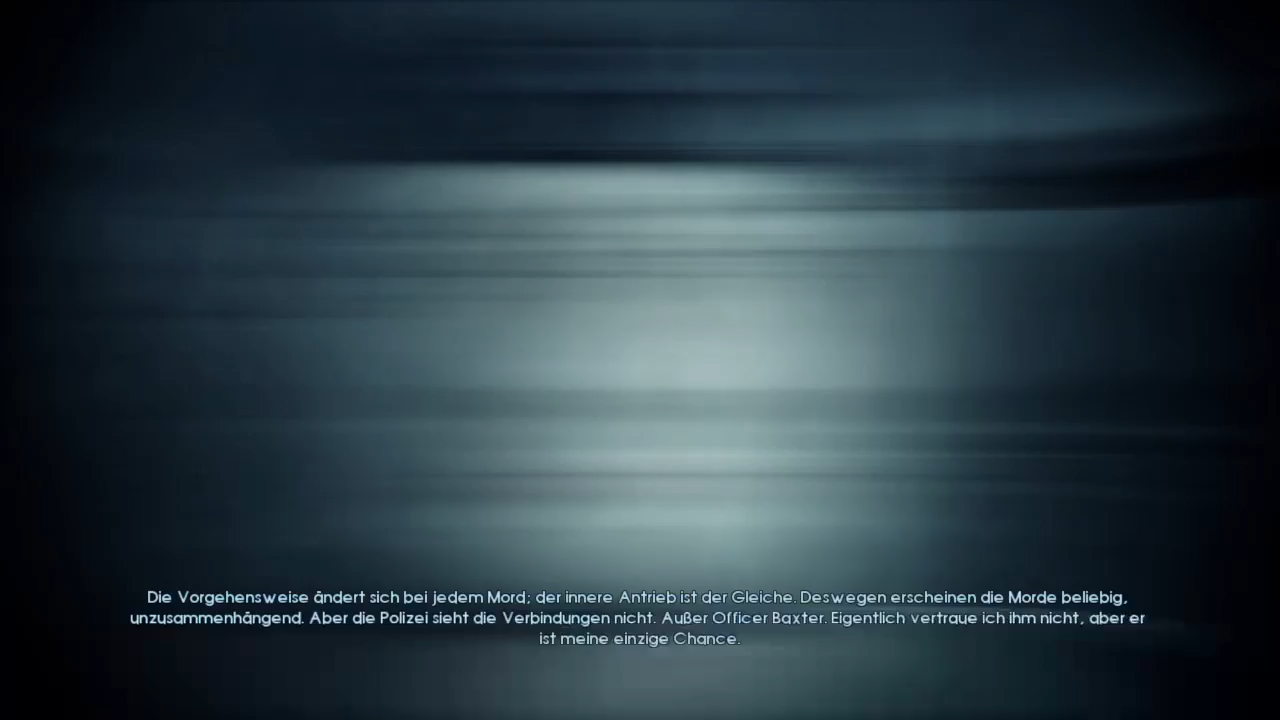 Die Vorgehensweise ändert sich bei jedem Mord; der innere Antrieb ist der Gleiche. Deswegen erscheinen die Morde beliebig,
unzusammenhängend. Aber die Polizei sieht die Verbindungen nicht. Außer Officer Baxter. Eigentlich vertraue ich ihm nicht, aber er
ist meine einzige Chance.